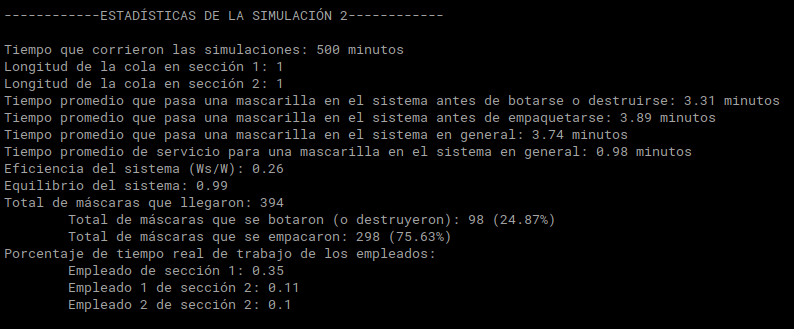 ------------ESTADÍSTICAS DE LA SIMULACIÓN 2------------
Tiempo que corrieron las simulaciones: 500 minutos
Longitud de la cola en sección 1: 1
Longitud de la cola en sección 2: 1
Tiempo promedio que pasa una mascarilla en el sistema antes de botarse o destruirse: 3.31 minutos
Tiempo promedio que pasa una mascarilla en el sistema antes de empaquetarse: 3.89 minutos
Tiempo promedio que pasa una mascarilla en el sistema en general: 3.74 minutos
Tiempo promedio de servicio para una mascarilla en el sistema en general: 0.98 minutos
Eficiencia del sistema (Ws/W): 0.26
Equilibrio del sistema: 0.99
Total de máscaras que llegaron: 394
Total de máscaras que se botaron (o destruyeron): 98 (24.87%)
Total de máscaras que se empacaron: 298 (75.63%)
Porcentaje de tiempo real de trabajo de los empleados:
Empleado de sección 1: 0.35
Empleado 1 de sección 2: 0.11
Empleado 2 de sección 2: 0.1